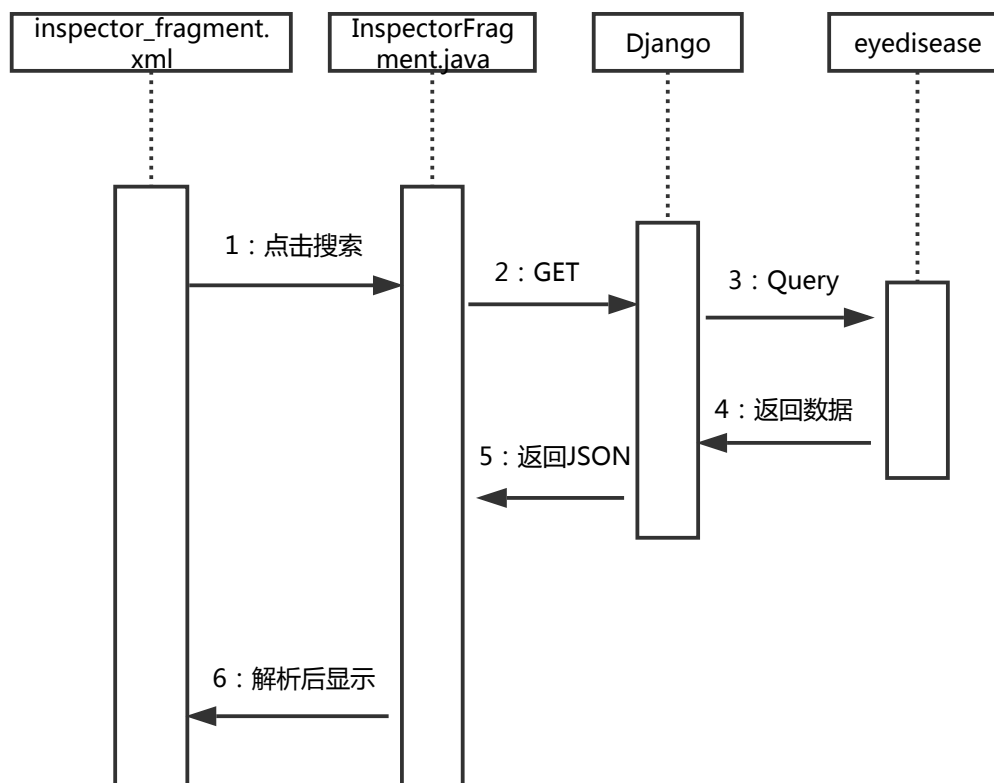 inspector_fragment.
xml
InspectorFrag
ment.java
Django
eyedisease
1：点击搜索
2：GET
3：Query
4：返回数据
5：返回JSON
6：解析后显示